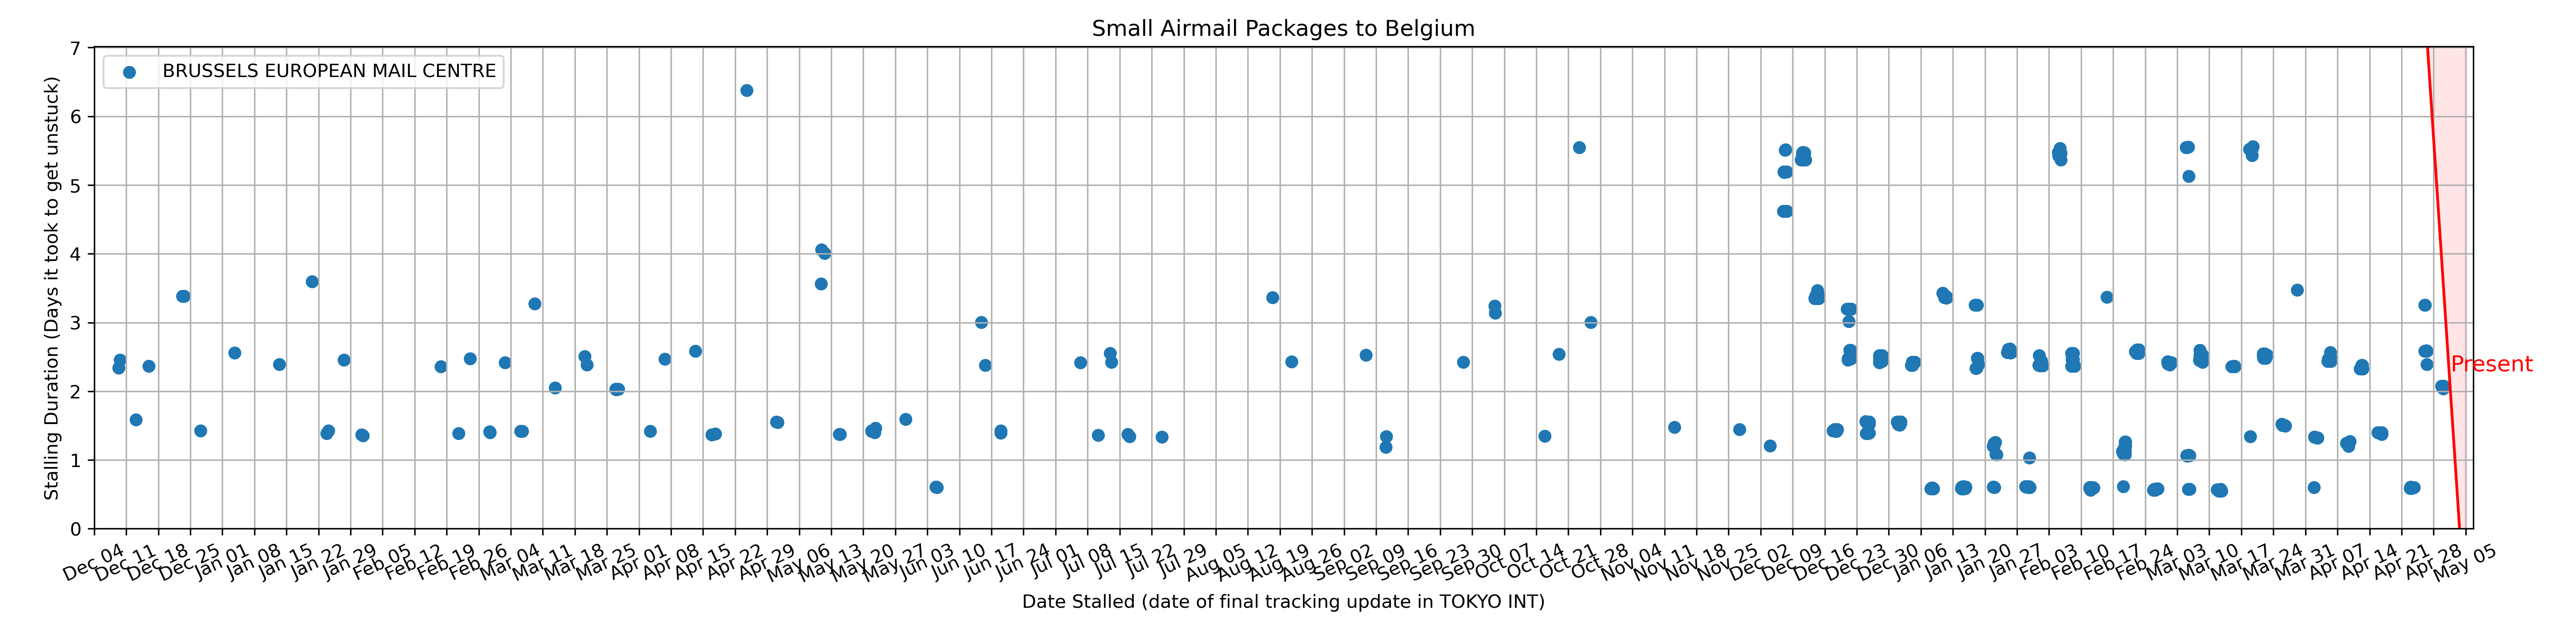 Small Airmail Packages to Belgium
BRUSSELS EUROPEAN MAIL CENTRE
Stalling Duration (Days it took to get unstuck)
7
6
5
4
3
2
1
0
Present
Dec 04 Dec 11 Dec 18 Dec 25 Jan 01 Jan 08 Jan 15 Jan 22 Jan 29 Feb 05 Feb 12 Feb 19 Feb 26 Mar 04 Mar 11 Mar 18 Mar 25 Apr 01 Apr 08 Apr 15 Apr 22 Apr 29 May 06 May 13 May 20 May 27 Jun 03 Jun 10 Jun 17 Jun 24 Jul 01 Jul 08 Jul 15 Jul 22 Jul 29 Aug 05 Aug 12 Aug 19 Aug 26 Sep 02 Sep 09 Sep 16 Sep 23 Sep 30 Oct 07 Oct 14 Oct 21 Oct 28 Nov 04 Nov 11 Nov 18 Nov 25 Dec 02 Dec 09 Dec 16 Dec 23 Dec 30 Jan 06 Jan 13 Jan 20 Jan 27 Feb 03 Feb 10 Feb 17 Feb 24 Mar 03 Mar 10 Mar 17 Mar 24 Mar 31 Apr 07 Apr 14 Apr 21 Apr 28 May 05
Date Stalled (date of final tracking update in TOKYO INT)